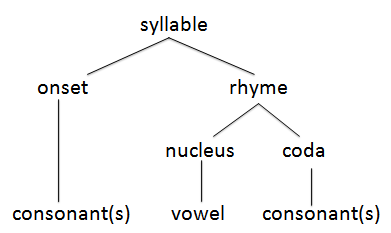 syllable
onset rhyme
nucleus coda
consonant(s) vowel consonant(s)